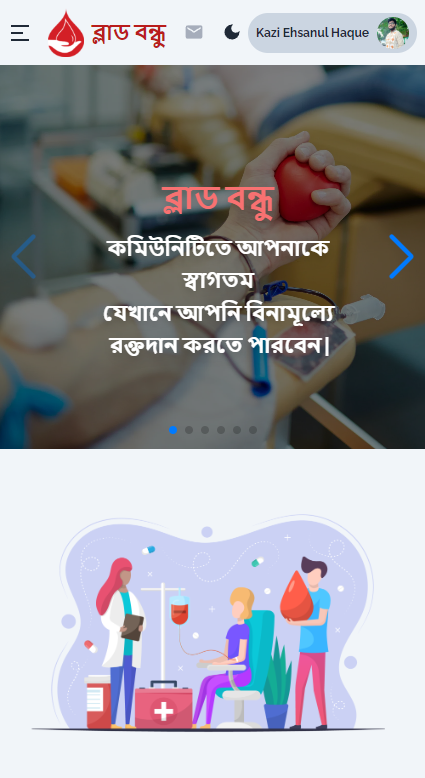 ব্লাড বন্ধু
Kazi Ehsanul Haque
ব্লাড বন্ধু
কমিউনিটিতে আপনাকে
স্বাগতম
যেখানে আপনি বিনামূল্যে
রক্তদান করতে পারবেন|